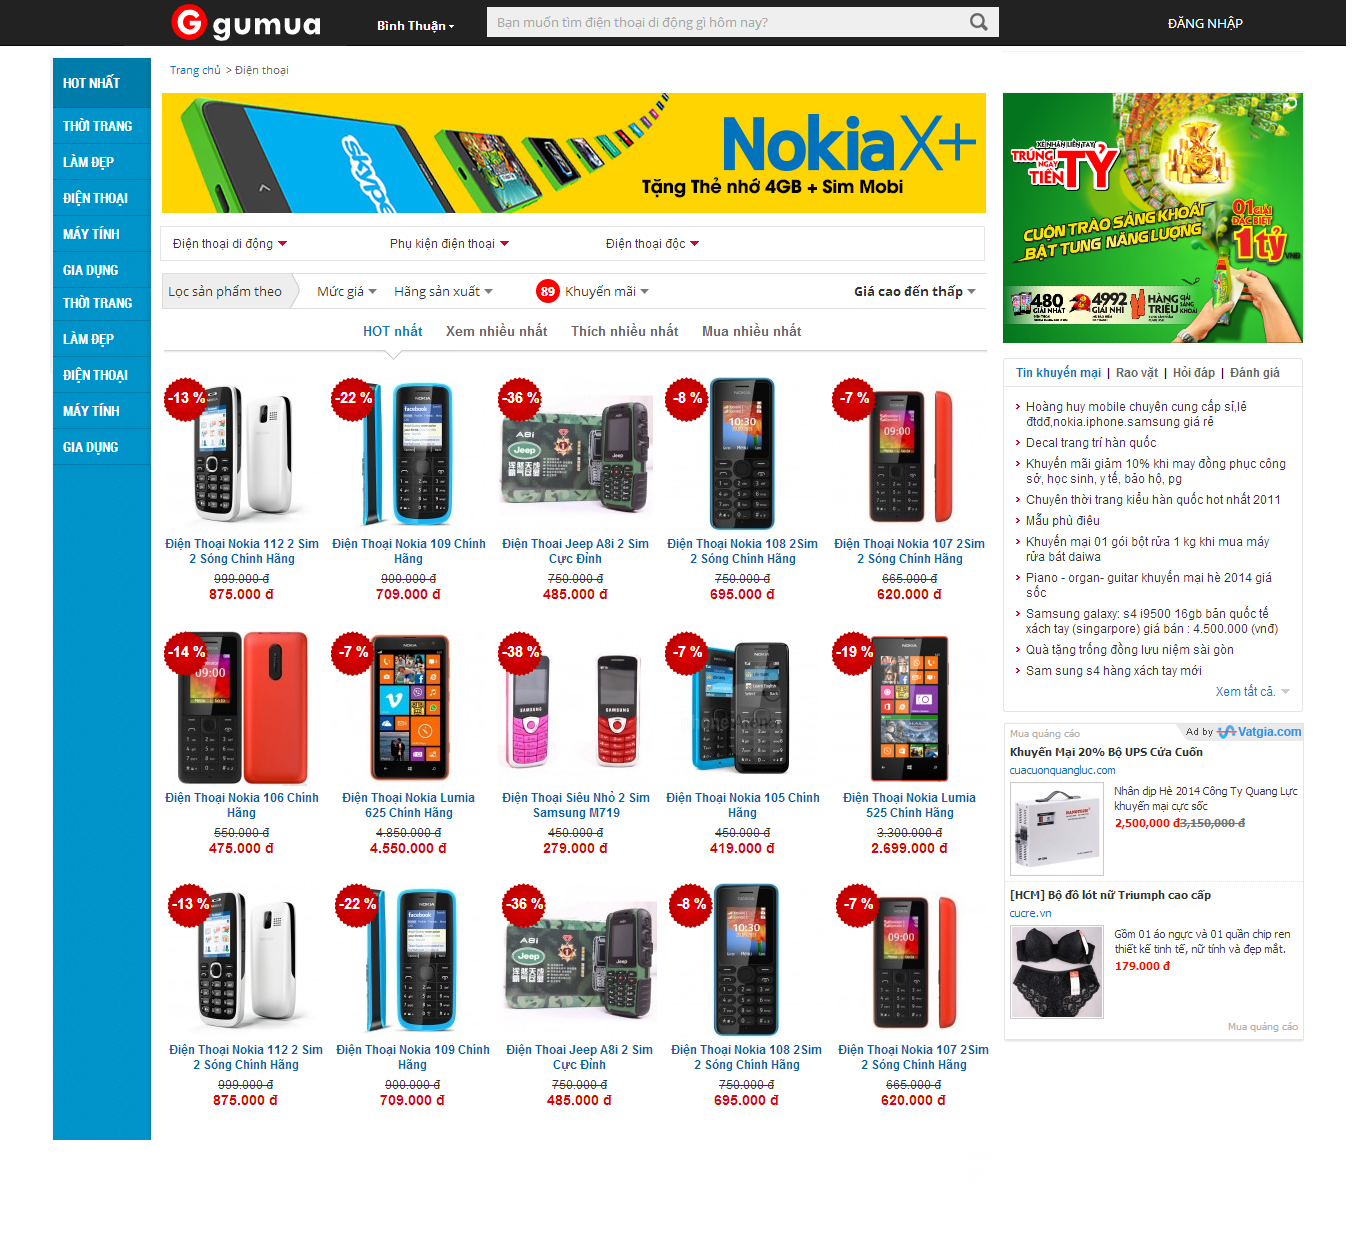 gumua
Bình Thuận
Bạn muốn tìm điện thoại di động gì hôm nay?
ĐĂNG NHẬP
HOT NHẤT
THỜI TRANG
LÀM ĐẸP
ĐIỆN THOẠI
MÁY TÍNH
GIA DỤNG
THỜI TRANG
LÀM ĐẸP
ĐIỆN THOẠI
MÁY TÍNH
GIA DỤNG
Trang chủ > Điện thoại
skype
Nokia X+
Tặng Thẻ nhớ 4GB + Sim Mobi
Điện thoại di động
Phụ kiện điện thoại
Điện thoại độc
Lọc sản phẩm theo
Mức giá
Hãng sản xuất
89 Khuyến mãi
Giá cao đến thấp
HOT nhất
Xem nhiều nhất
Thích nhiều nhất
Mua nhiều nhất
-13 %
-22 %
-36 %
-8 %
-7 %
Điện Thoại Nokia 112 2 Sim
2 Sóng Chính Hãng
999.000 đ
875.000 đ
Điện Thoại Nokia 109 Chính
Hãng
900.000 đ
709.000 đ
Điện Thoai Jeep A8i 2 Sim
Cực Đỉnh
750.000 đ
485.000 đ
Điện Thoại Nokia 108 2Sim
2 Sóng Chính Hãng
750.000 đ
695.000 đ
Điện Thoại Nokia 107 2Sim
2 Sóng Chính Hãng
665.000 đ
620.000 đ
-14 %
-7 %
-38 %
-7 %
-19 %
Điện Thoại Nokia 106 Chính
Hãng
550.000 đ
475.000 đ
Điện Thoại Nokia Lumia
625 Chính Hãng
4.850.000 đ
4.550.000 đ
Điện Thoại Siêu Nhỏ 2 Sim
Samsung M719
450.000 đ
279.000 đ
Điện Thoại Nokia 105 Chính
Hãng
450.000 đ
419.000 đ
Điện Thoại Nokia Lumia
525 Chính Hãng
3.300.000 đ
2.699.000 đ
-13 %
-22 %
-36 %
-8 %
-7 %
Điện Thoại Nokia 112 2 Sim
2 Sóng Chính Hãng
999.000 đ
875.000 đ
Điện Thoại Nokia 109 Chính
Hãng
900.000 đ
709.000 đ
Điện Thoai Jeep A8i 2 Sim
Cực Đỉnh
750.000 đ
485.000 đ
Điện Thoại Nokia 108 2Sim
2 Sóng Chính Hãng
750.000 đ
695.000 đ
Điện Thoại Nokia 107 2Sim
2 Sóng Chính Hãng
665.000 đ
620.000 đ
XÉ NHÃN LIỀN TAY
TRÚNG NGAY TIỀN TỶ
CUỘN TRÀO SẢNG KHOÁI
BẬT TUNG NĂNG LƯỢNG
01 GIẢI
ĐẶC BIỆT
1 tỷ VNĐ
480 GIẢI NHẤT
4992 GIẢI NHÌ
HÀNG TRIỆU GIẢI SẢNG KHOÁI
Tin khuyến mại | Rao vặt | Hỏi đáp | Đánh giá
Hoàng huy mobile chuyên cung cấp sỉ,lẻ
đtdđ,nokia.iphone.samsung giá rẻ
Decal trang trí hàn quốc
Khuyến mãi giảm 10% khi may đồng phục công
sở, học sinh, y tế, bảo hộ, pg
Chuyên thời trang kiểu hàn quốc hot nhất 2011
Mẫu phù điêu
Khuyến mại 01 gói bột rửa 1 kg khi mua máy
rửa bát daiwa
Piano - organ- guitar khuyến mại hè 2014 giá
sốc
Samsung galaxy: s4 i9500 16gb bản quốc tế
xách tay (singarpore) giá bán : 4.500.000 (vnđ)
Quà tặng trống đồng lưu niệm sài gòn
Sam sung s4 hàng xách tay mới
Xem tất cả.
Mua quảng cáo
Ad by Vatgia.com
Khuyến Mại 20% Bộ UPS Cửa Cuốn
cuacuonquangluc.com
Nhân dịp Hè 2014 Công Ty Quang Lực
khuyến mại cực sốc
2,500,000 đ3,150,000 đ
[HCM] Bộ đồ lót nữ Triumph cao cấp
cucre.vn
Gồm 01 áo ngực và 01 quần chip ren
thiết kế tinh tế, nữ tính và đẹp mắt.
179.000 đ
Mua quảng cáo